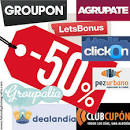 GROUPON
AGRUPATE
LetsBonus
clickOn
-50%
pezurbano
Groupalia
Dealandia
CLUBCUPÓN